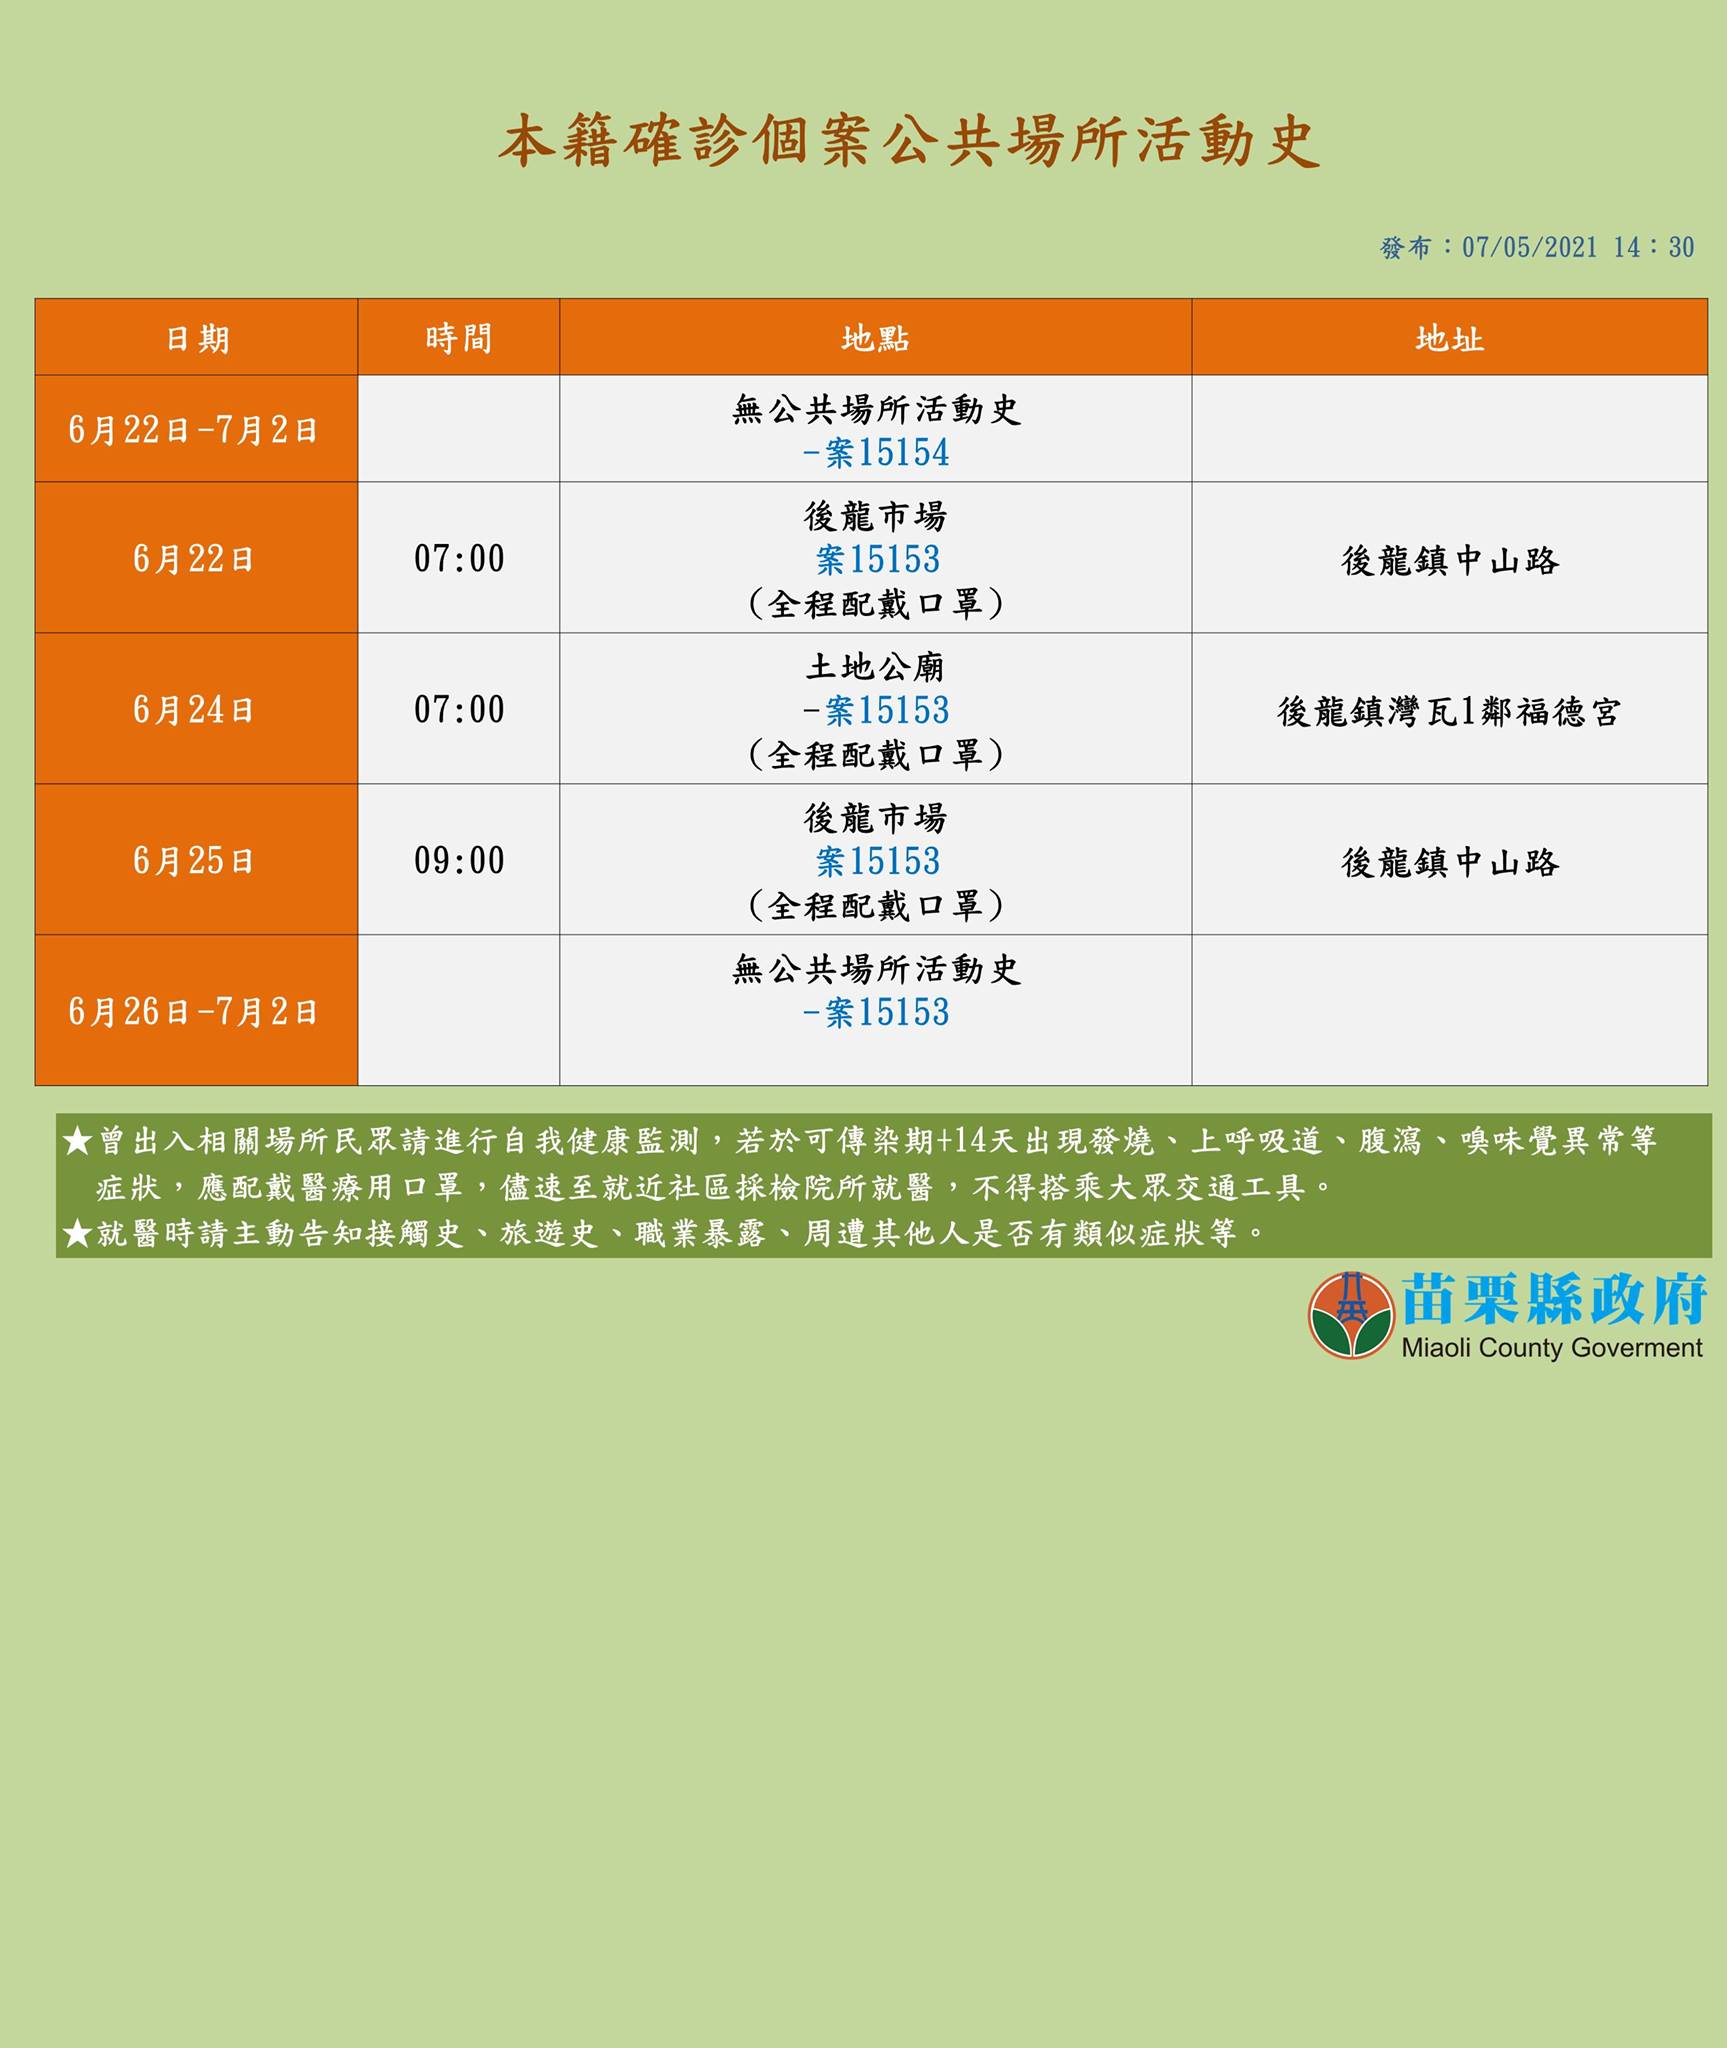 本籍確診個案公共場所活動史
發布：07/05/2021 14：30
日期 時間 地點 地址
6月22日-7月2日
無公共場所活動史
-案15154
6月22日
07:00
後龍市場
案15153
(全程配戴口罩)
後龍鎮中山路
6月24日
07:00
土地公廟
-案15153
(全程配戴口罩)
後龍鎮灣瓦1鄰福德宮
6月25日
09:00
後龍市場
案15153
(全程配戴口罩)
後龍鎮中山路
6月26日-7月2日
無公共場所活動史
-案15153
★曾出入相關場所民眾請進行自我健康監測，若於可傳染期+14天出現發燒、上呼吸道、腹瀉、嗅味覺異常等
症狀，應配戴醫療用口罩，儘速至就近社區採檢院所就醫，不得搭乘大眾交通工具。
★就醫時請主動告知接觸史、旅遊史、職業暴露、周遭其他人是否有類似症狀等。
苗栗縣政府
Miaoli County Goverment